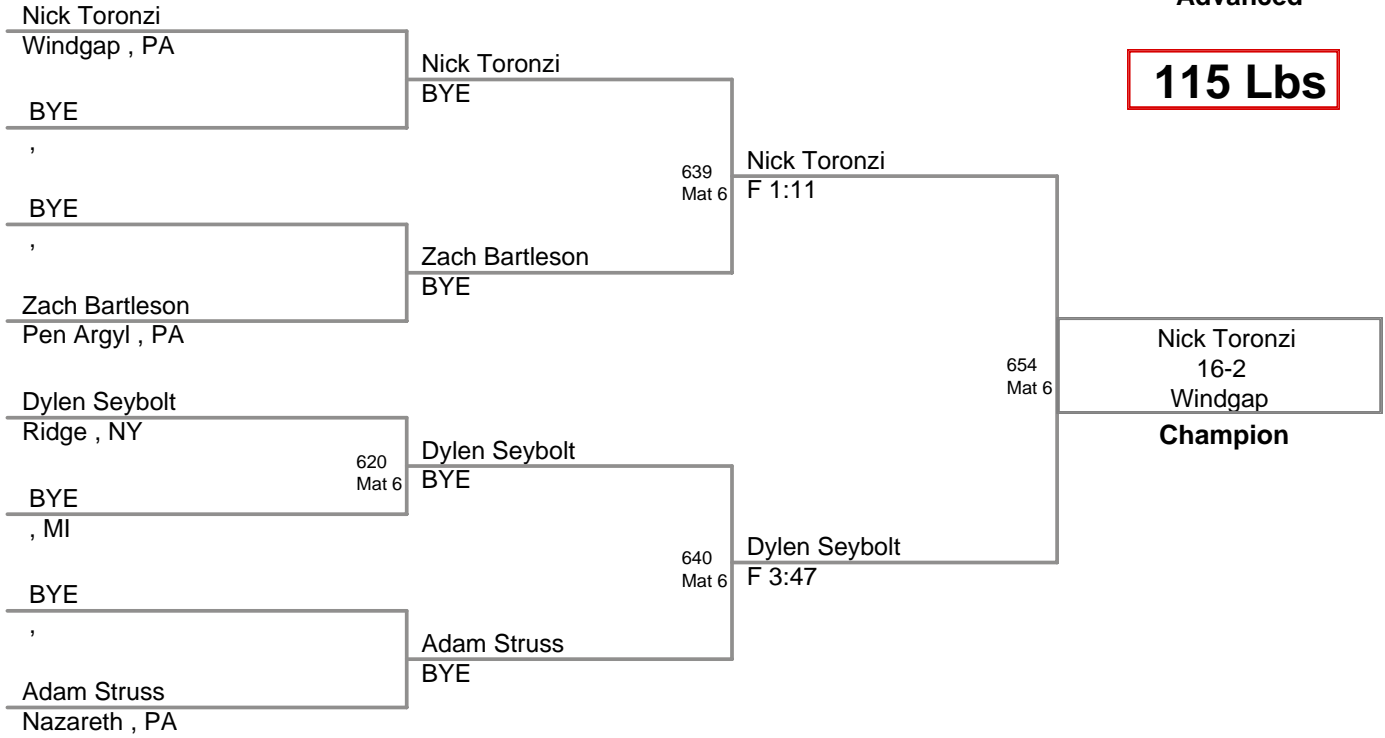 Advanced
115 Lbs
Nick Toronzi
Windgap , PA
BYE
,
BYE
,
Zach Bartleson
Pen Argyl , PA
Dylen Seybolt
Ridge , NY
620
Mat 6
BYE
, MI
BYE
,
Adam Struss
Nazareth , PA
Nick Toronzi
BYE
639
Mat 6
Zach Bartleson
BYE
Dylen Seybolt
BYE
640
Mat 6
Adam Struss
BYE
Nick Toronzi
F 1:11
654
Mat 6
Dylen Seybolt
F 3:47
Nick Toronzi
16-2
Windgap
Champion